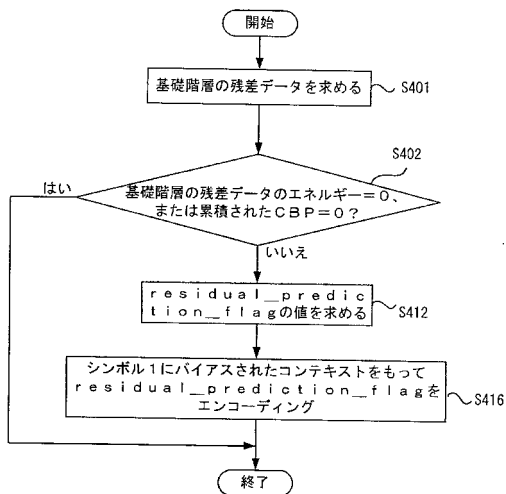 開始
基礎階層の残差データを求める
S401
S402
はい
基礎階層の残差データのエネルギー＝０、
または累積されたＣＢＰ＝０？
いいえ
ｒｅｓｉｄｕａｌ＿ｐｒｅｄｉｃ
ｔｉｏｎ＿ｆｌａｇの値を求める
S412
シンボル１にバイアスされたコンテキストをもって
ｒｅｓｉｄｕａｌ＿ｐｒｅｄｉｃｔｉｏｎ＿ｆｌａｇを
エンコーディング
S416
終了